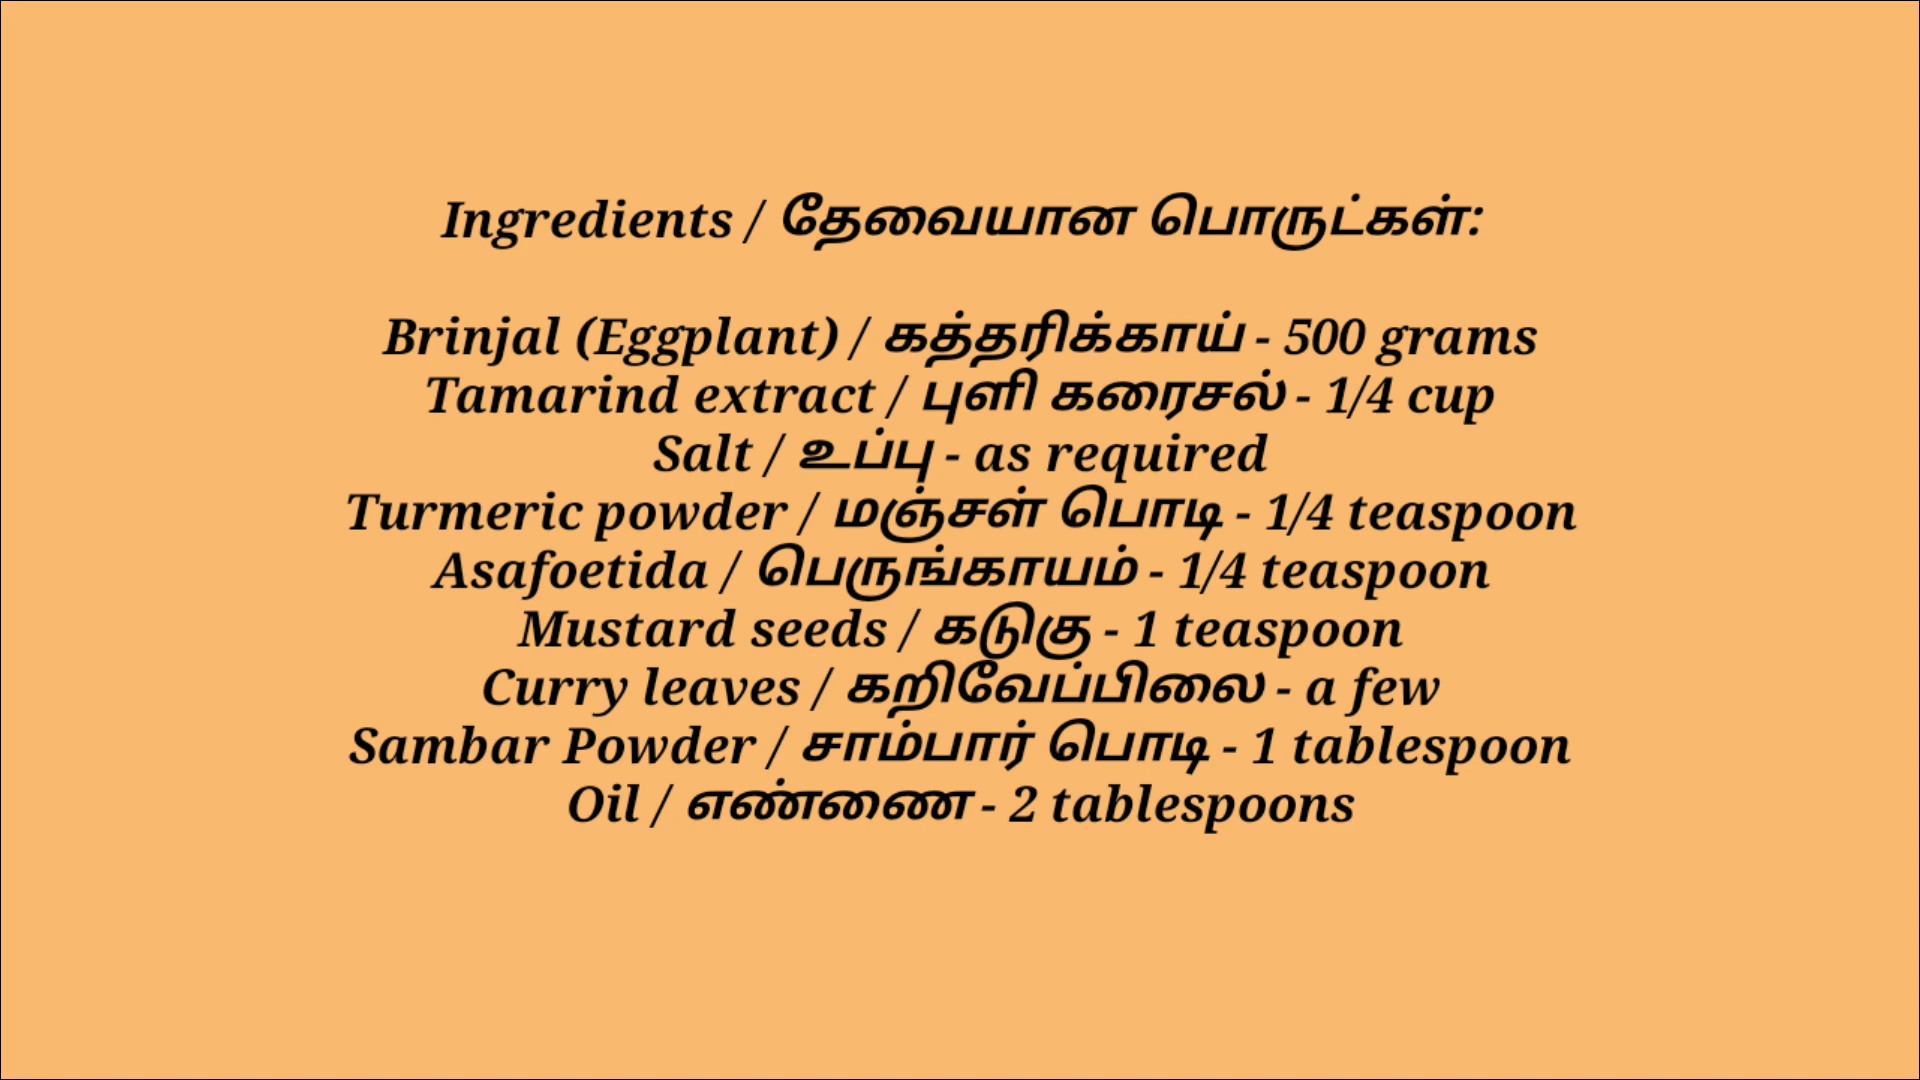 Ingredients / தேவையான பொருட்கள்:
Brinjal (Eggplant) / கத்தரிக்காய் - 500 grams
Tamarind extract / புளி கரைசல் - 1/4 cup
Salt / உப்பு - as required
Turmeric powder / மஞ்சள் பொடி - 1/4 teaspoon
Asafoetida / பெருங்காயம் - 1/4 teaspoon
Mustard seeds / கடுகு - 1 teaspoon
Curry leaves / கறிவேப்பிலை - a few
Sambar Powder / சாம்பார் பொடி - 1 tablespoon
Oil / எண்ணை - 2 tablespoons